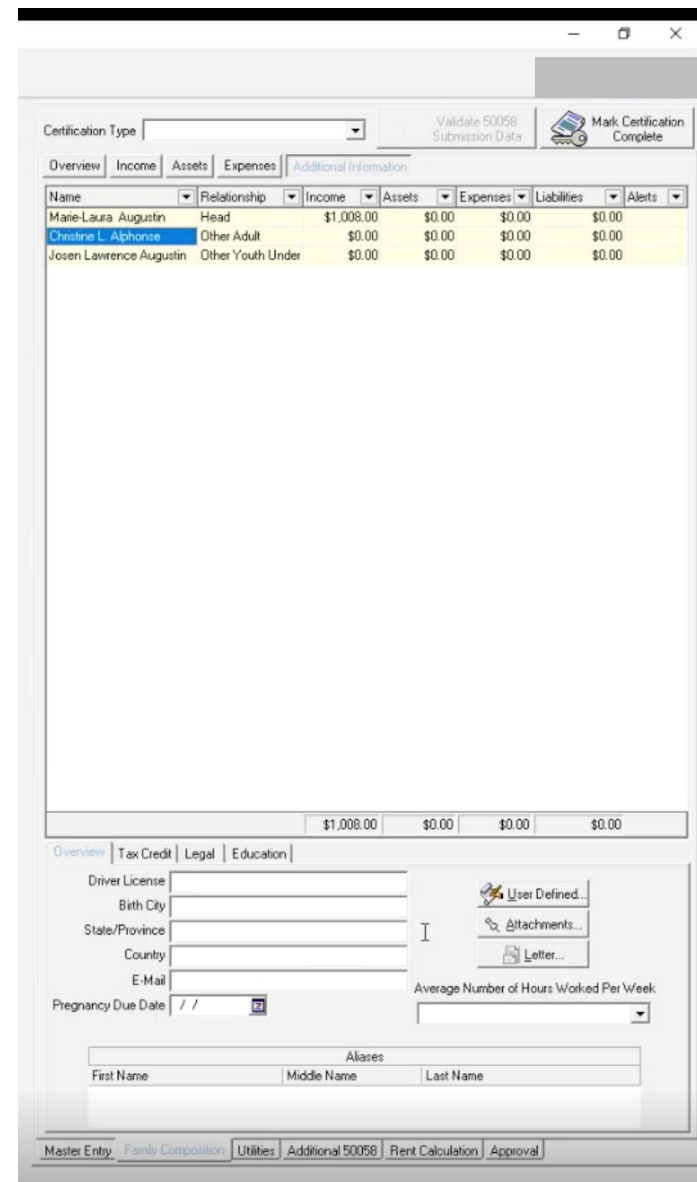 Certification Type
Validate 50058 Submission Data
Mark Certification Complete
Overview Income Assets Expenses Additional Information
Name Relationship Income Assets Expenses Liabilities Alerts
Marie-Laura Augustin Head $1,008.00 $0.00 $0.00 $0.00
Christine L. Alphonse Other Adult $0.00 $0.00 $0.00 $0.00
Josen Lawrence Augustin Other Youth Under $0.00 $0.00 $0.00 $0.00
$1,008.00 $0.00 $0.00 $0.00
Overview Tax Credit Legal Education
Driver License
Birth City
State/Province
Country
E-Mail
Pregnancy Due Date / /
User Defined...
Attachments...
Letter...
Average Number of Hours Worked Per Week
Aliases
First Name Middle Name Last Name
Master Entry Family Composition Utilities Additional 50058 Rent Calculation Approval